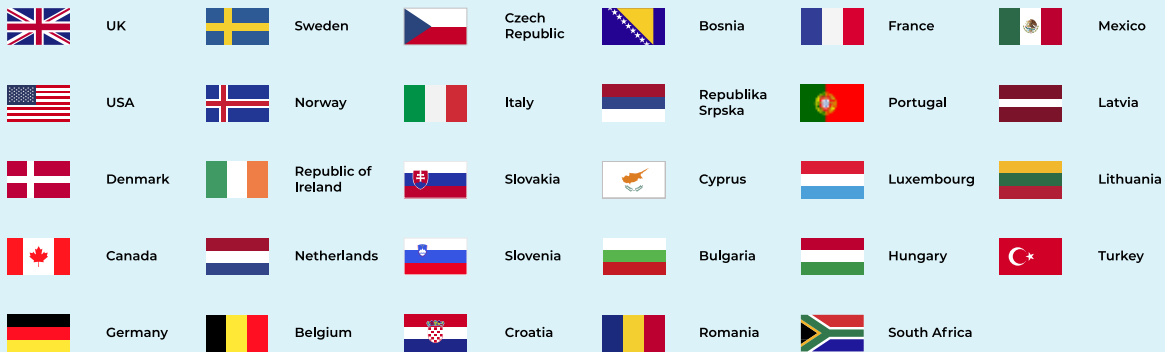 UK
Sweden
Czech
Republic
Bosnia
France
Mexico
USA
Norway
Italy
Republika
Srpska
Portugal
Latvia
Denmark
Republic of
Ireland
Slovakia
Cyprus
Luxembourg
Lithuania
Canada
Netherlands
Slovenia
Bulgaria
Hungary
Turkey
Germany
Belgium
Croatia
Romania
South Africa